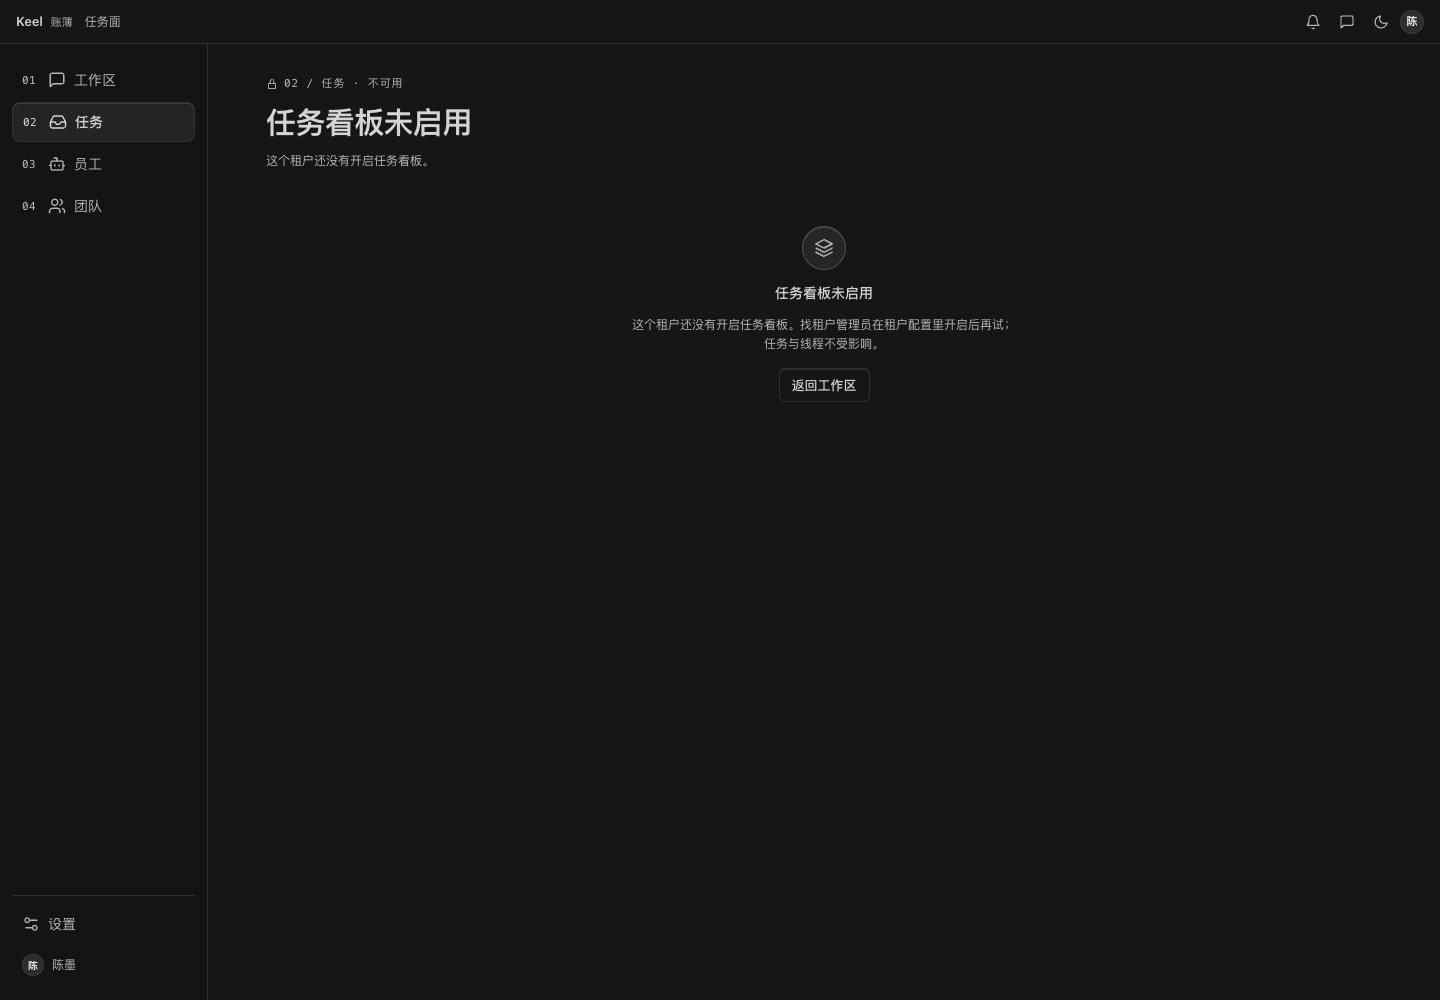 Keel 账簿 任务面
陈
01 工作区
02 任务
03 员工
04 团队
设置
陈 陈墨
02 / 任务 · 不可用
任务看板未启用
这个租户还没有开启任务看板。
任务看板未启用
这个租户还没有开启任务看板。找租户管理员在租户配置里开启后再试；
任务与线程不受影响。
返回工作区